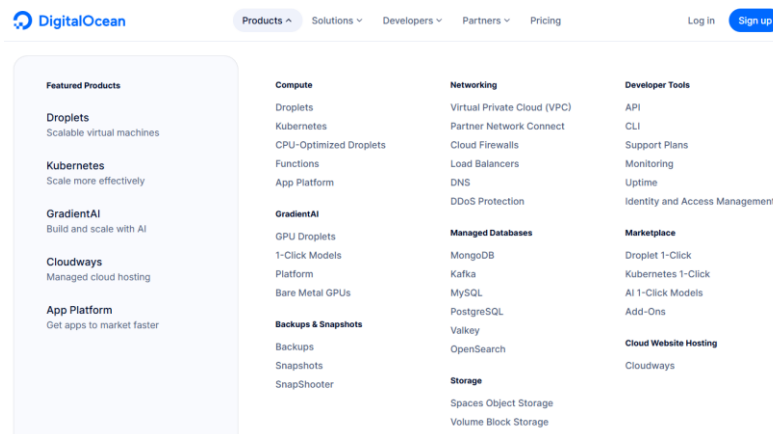 DigitalOcean
Products Solutions Developers Partners Pricing Log in Sign up
Featured Products
Droplets
Scalable virtual machines
Kubernetes
Scale more effectively
GradientAI
Build and scale with AI
Cloudways
Managed cloud hosting
App Platform
Get apps to market faster
Compute
Droplets
Kubernetes
CPU-Optimized Droplets
Functions
App Platform
GradientAI
GPU Droplets
1-Click Models
Platform
Bare Metal GPUs
Backups & Snapshots
Backups
Snapshots
SnapShooter
Networking
Virtual Private Cloud (VPC)
Partner Network Connect
Cloud Firewalls
Load Balancers
DNS
DDoS Protection
Managed Databases
MongoDB
Kafka
MySQL
PostgreSQL
Valkey
OpenSearch
Storage
Spaces Object Storage
Volume Block Storage
Developer Tools
API
CLI
Support Plans
Monitoring
Uptime
Identity and Access Management
Marketplace
Droplet 1-Click
Kubernetes 1-Click
AI 1-Click Models
Add-Ons
Cloud Website Hosting
Cloudways